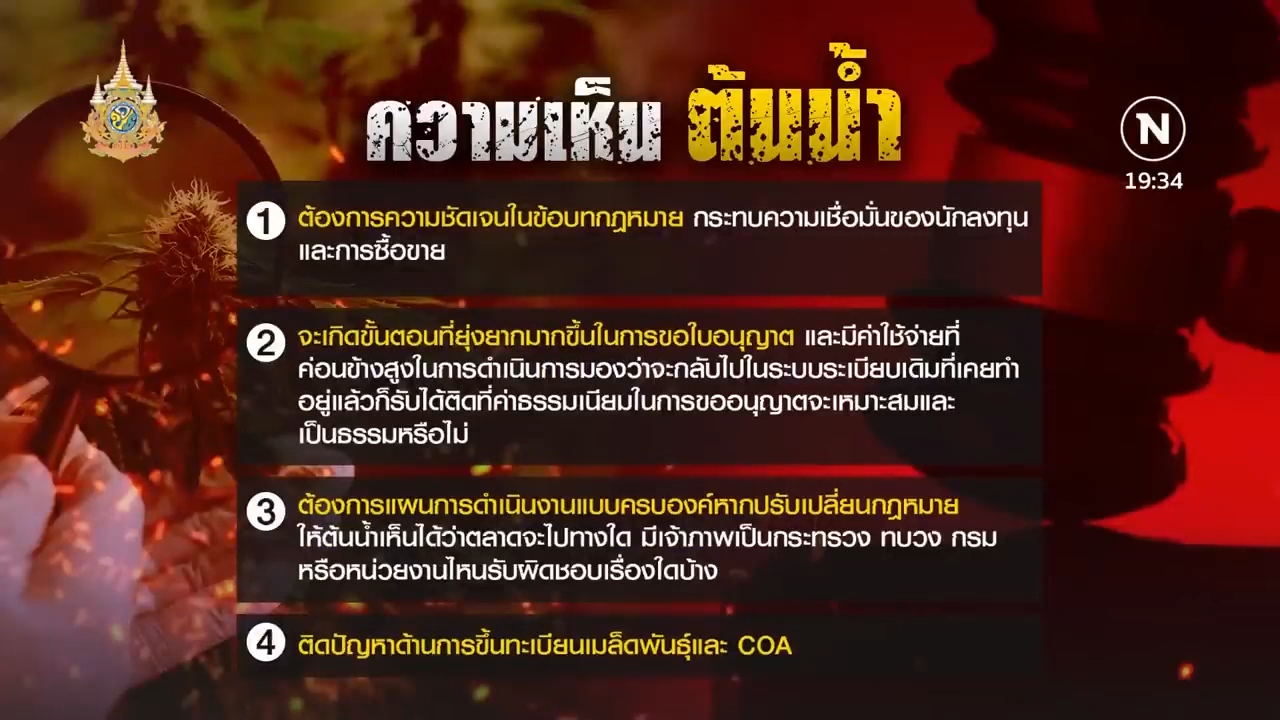 ความเห็น ต้นน้ำ
N
19:34
1 ต้องการความชัดเจนในข้อบทกฎหมาย กระทบความเชื่อมั่นของนักลงทุน
และการซื้อขาย
2 จะเกิดขั้นตอนที่ยุ่งยากมากขึ้นในการขอใบอนุญาต และมีค่าใช้จ่ายที่
ค่อนข้างสูงในการดำเนินการมองว่าจะกลับไปในระบบระเบียบเดิมที่เคยทำ
อยู่แล้วก็รับได้ติดที่ค่าธรรมเนียมในการขออนุญาตจะเหมาะสมและ
เป็นธรรมหรือไม่
3 ต้องการแผนการดำเนินงานแบบครบองค์หากปรับเปลี่ยนกฎหมาย
ให้ต้นน้ำเห็นได้ว่าตลาดจะไปทางใด มีเจ้าภาพเป็นกระทรวง ทบวง กรม
หรือหน่วยงานไหนรับผิดชอบเรื่องใดบ้าง
4 ติดปัญหาด้านการขึ้นทะเบียนเมล็ดพันธุ์และ COA